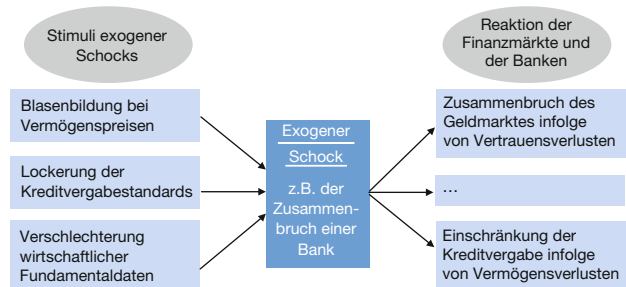 Stimuli exogener
Schocks
Blasenbildung bei
Vermögenspreisen
Lockerung der
Kreditvergabestandards
Verschlechterung
wirtschaftlicher
Fundamentaldaten
Exogener
Schock
z.B. der
Zusammen-
bruch einer
Bank
Reaktion der
Finanzmärkte und
der Banken
Zusammenbruch des
Geldmarktes infolge
von Vertrauensverlusten
...
Einschränkung der
Kreditvergabe infolge
von Vermögensverlusten